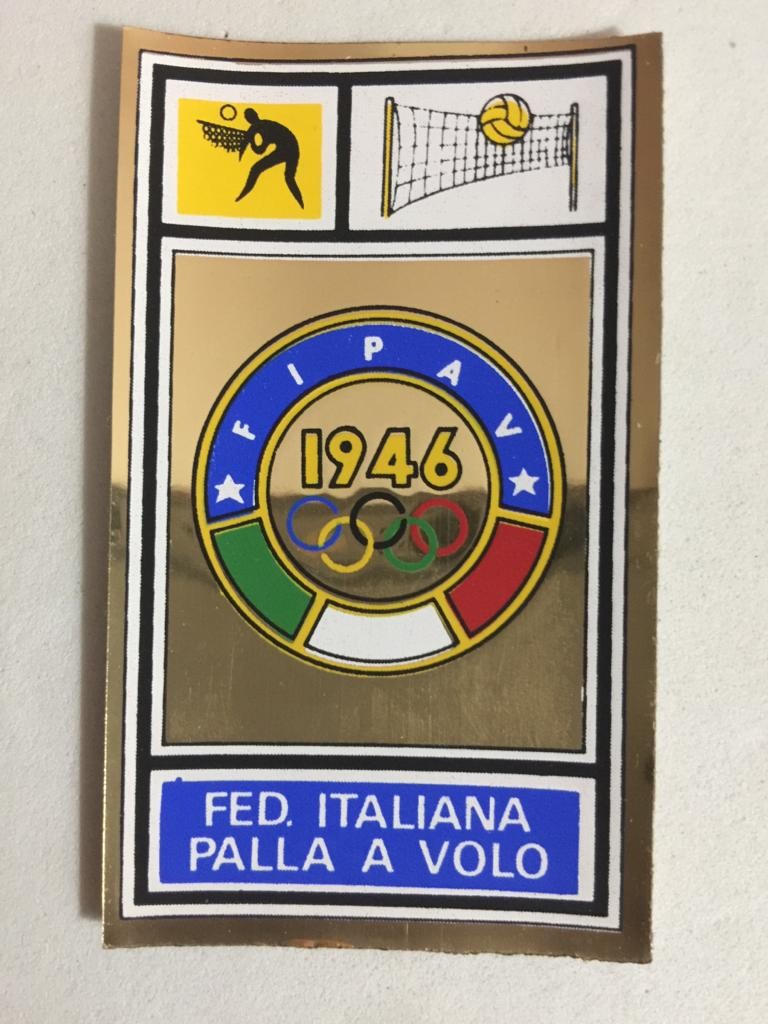 FIPAV
1946
FED. ITALIANA
PALLA A VOLO